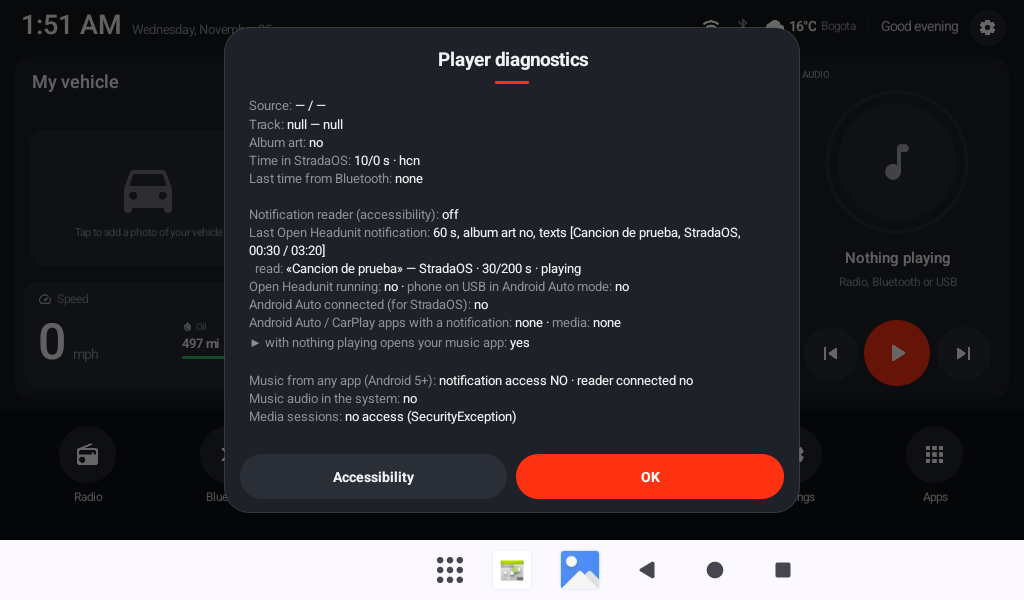 1:51 AM
Wednesday, November 25
16°C Bogota
Good evening
My vehicle
AUDIO
Player diagnostics
Source: — / —
Track: null — null
Album art: no
Time in StradaOS: 10/0 s · hcn
Last time from Bluetooth: none
Notification reader (accessibility): off
Last Open Headunit notification: 60 s, album art no, texts [Cancion de prueba, StradaOS,
00:30 / 03:20]
read: «Cancion de prueba» — StradaOS · 30/200 s · playing
Open Headunit running: no · phone on USB in Android Auto mode: no
Android Auto connected (for StradaOS): no
Android Auto / CarPlay apps with a notification: none · media: none
► with nothing playing opens your music app: yes
Music from any app (Android 5+): notification access NO · reader connected no
Music audio in the system: no
Media sessions: no access (SecurityException)
Accessibility
OK
Tap to add a photo of your vehicle
Speed
0 mph
Oil
497 mi
Nothing playing
Radio, Bluetooth or USB
Radio
Apps